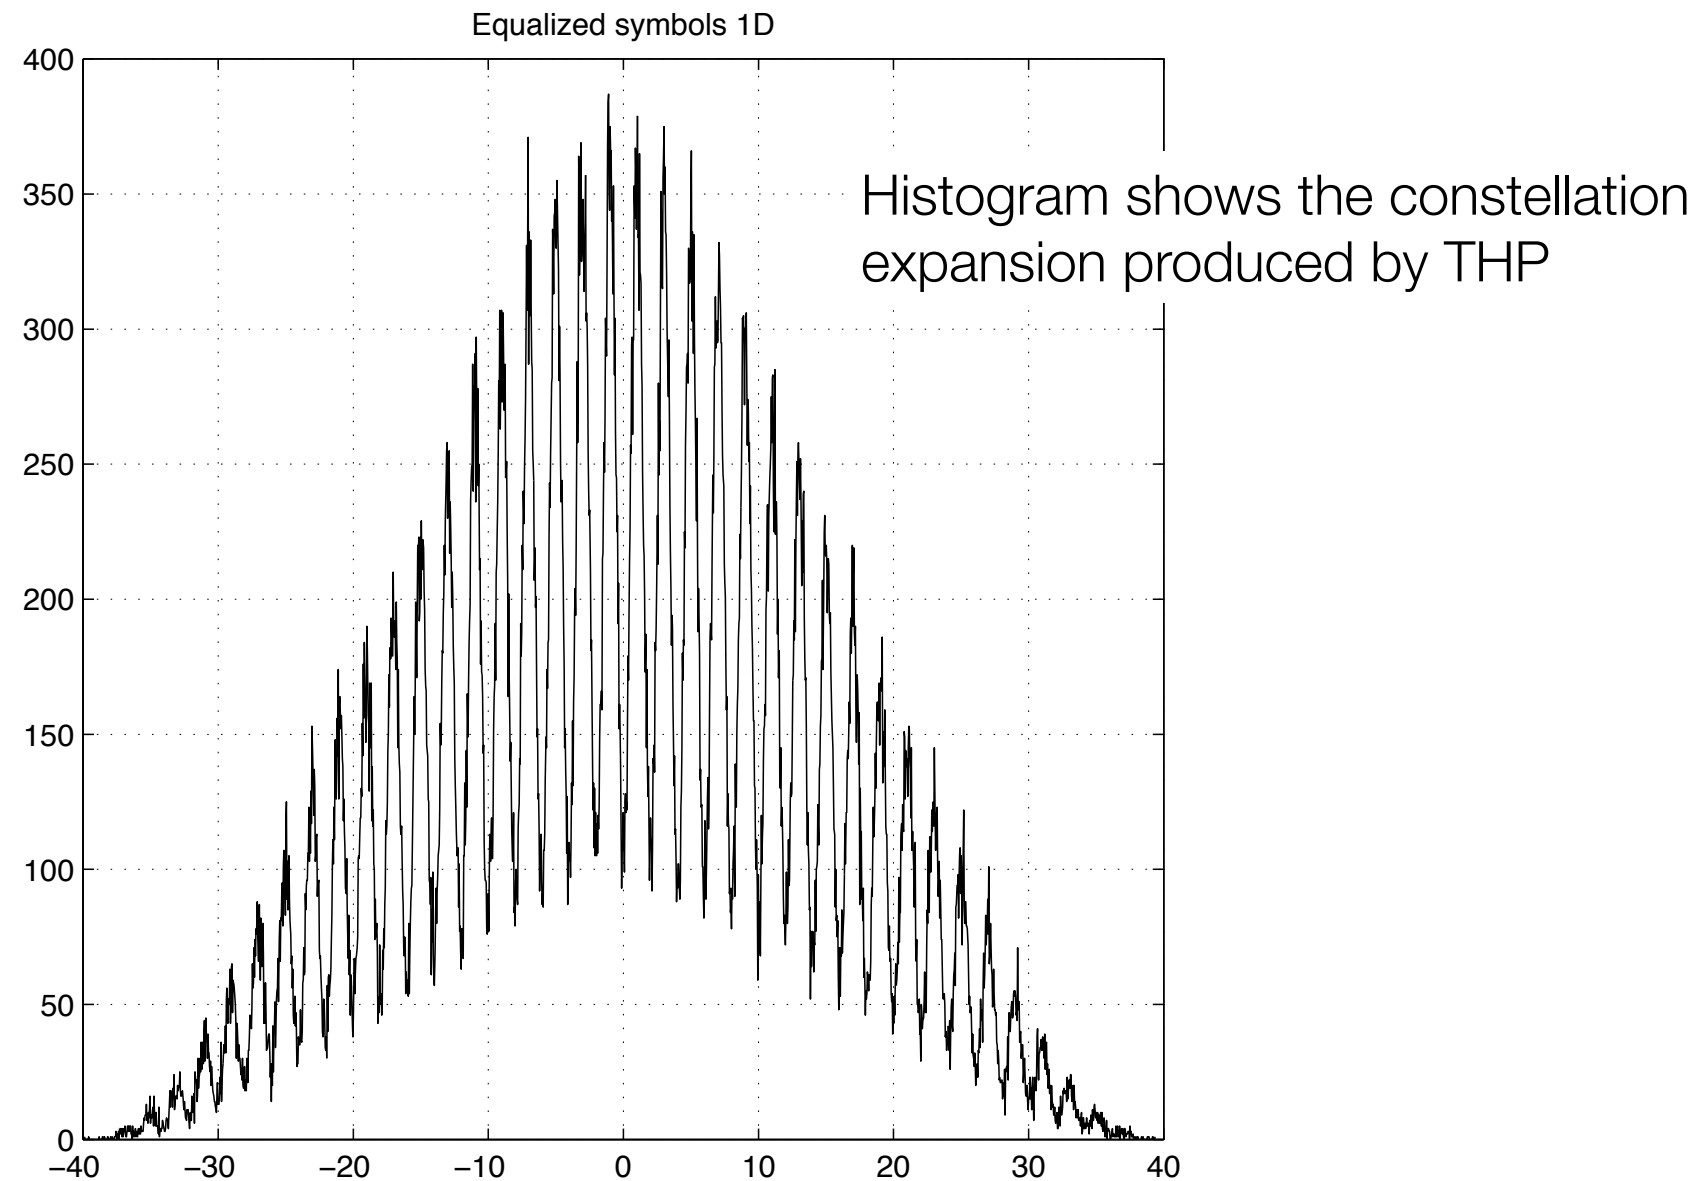 Equalized symbols 1D
400
350
300
250
200
150
100
50
0
Histogram shows the constellation
expansion produced by THP
−40 −30 −20 −10 0 10 20 30 40